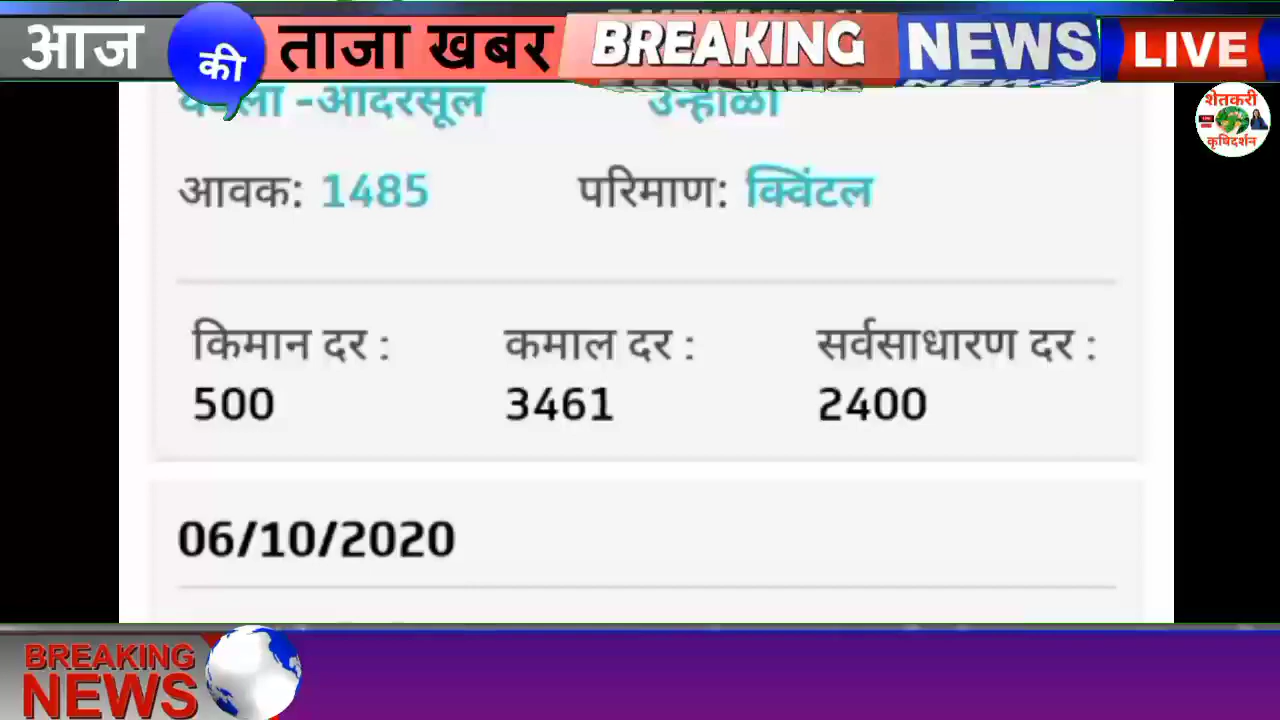 आज की ताजा खबर BREAKING NEWS LIVE
शेतकरी
कृषिदर्शन
-आंदरसूल उन्हाळी
आवक: 1485 परिमाण: क्विंटल
किमान दर : कमाल दर : सर्वसाधारण दर :
500 3461 2400
06/10/2020
BREAKING
NEWS